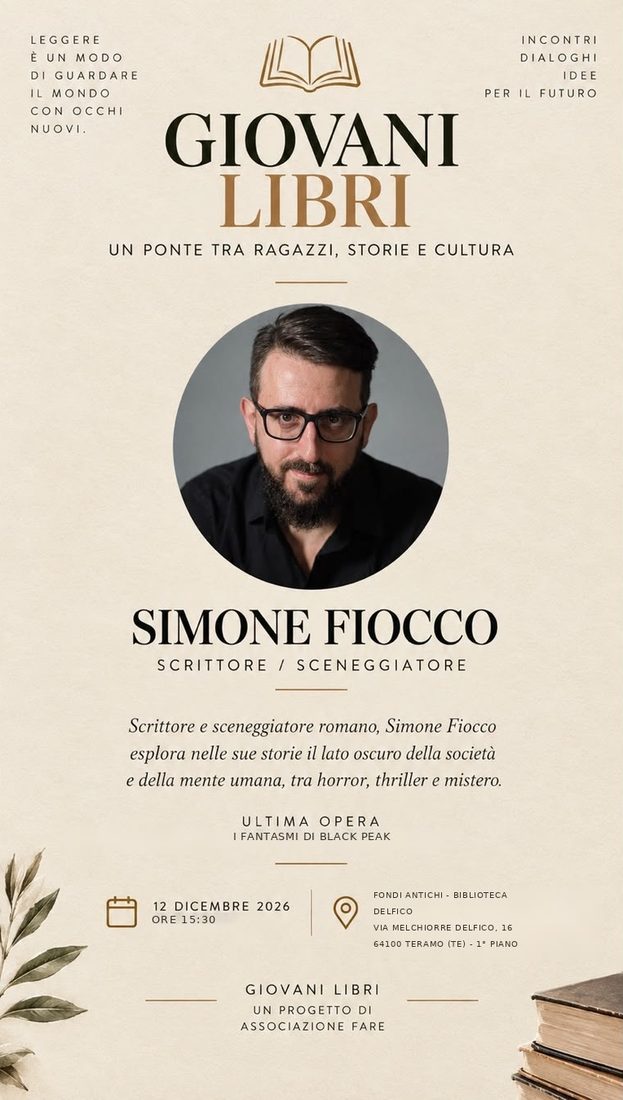 LEGGERE
È UN MODO
DI GUARDARE
IL MONDO
CON OCCHI
NUOVI.
INCONTRI
DIALOGHI
IDEE
PER IL FUTURO
GIOVANI
LIBRI
UN PONTE TRA RAGAZZI, STORIE E CULTURA
SIMONE FIOCCO
SCRITTORE / SCENEGGIATORE
Scrittore e sceneggiatore romano, Simone Fiocco
esplora nelle sue storie il lato oscuro della società
e della mente umana, tra horror, thriller e mistero.
ULTIMA OPERA
I FANTASMI DI BLACK PEAK
12 DICEMBRE 2026
ORE 15:30
FONDI ANTICHI - BIBLIOTECA
DELFICO
VIA MELCHIORRE DELFICO, 16
64100 TERAMO (TE) - 1° PIANO
GIOVANI LIBRI
UN PROGETTO DI
ASSOCIAZIONE FARE